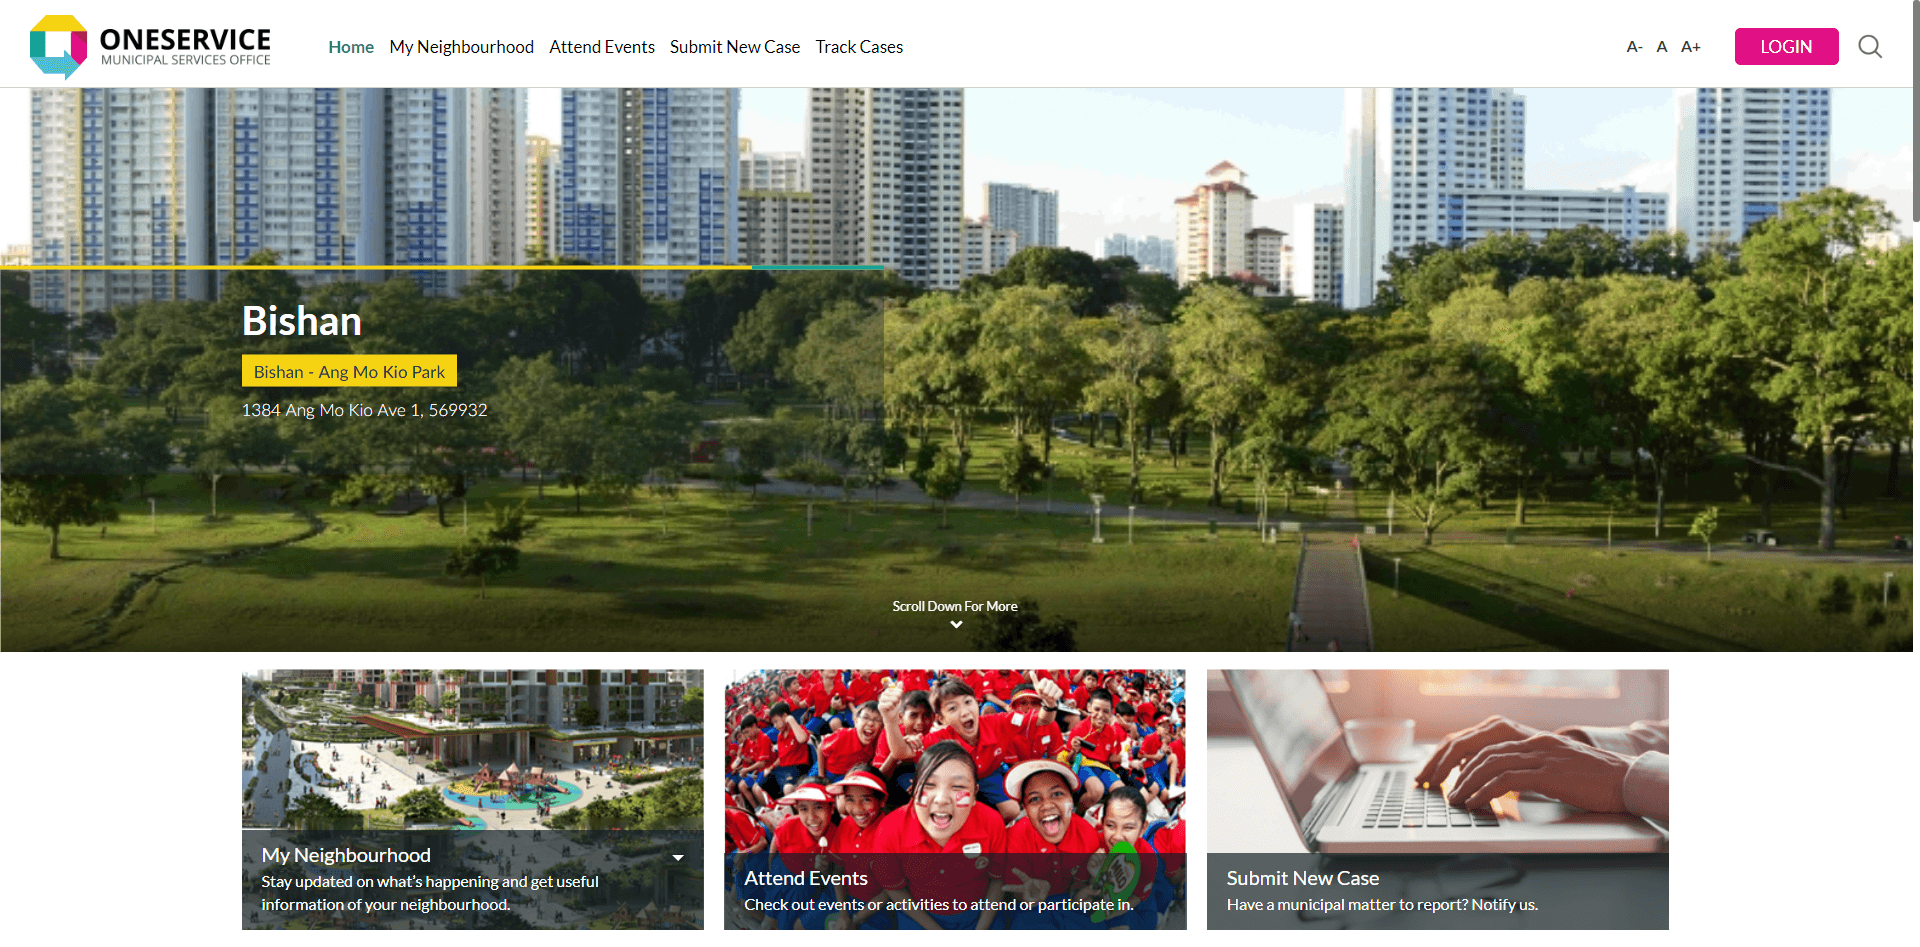 ONESERVICE
MUNICIPAL SERVICES OFFICE
Home My Neighbourhood Attend Events Submit New Case Track Cases
A- A A+
LOGIN
Bishan
Bishan - Ang Mo Kio Park
1384 Ang Mo Kio Ave 1, 569932
Scroll Down For More
My Neighbourhood
Stay updated on what's happening and get useful
information of your neighbourhood.
Attend Events
Check out events or activities to attend or participate in.
Submit New Case
Have a municipal matter to report? Notify us.